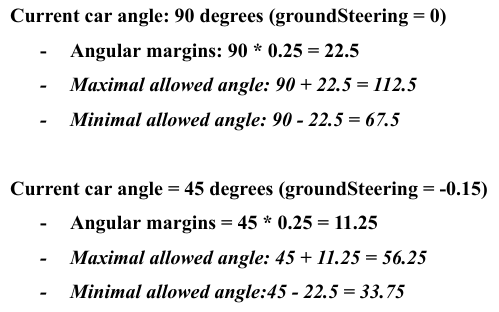 Current car angle: 90 degrees (groundSteering = 0)
- Angular margins: 90 * 0.25 = 22.5
- Maximal allowed angle: 90 + 22.5 = 112.5
- Minimal allowed angle: 90 - 22.5 = 67.5
Current car angle = 45 degrees (groundSteering = -0.15)
- Angular margins = 45 * 0.25 = 11.25
- Maximal allowed angle: 45 + 11.25 = 56.25
- Minimal allowed angle:45 - 22.5 = 33.75